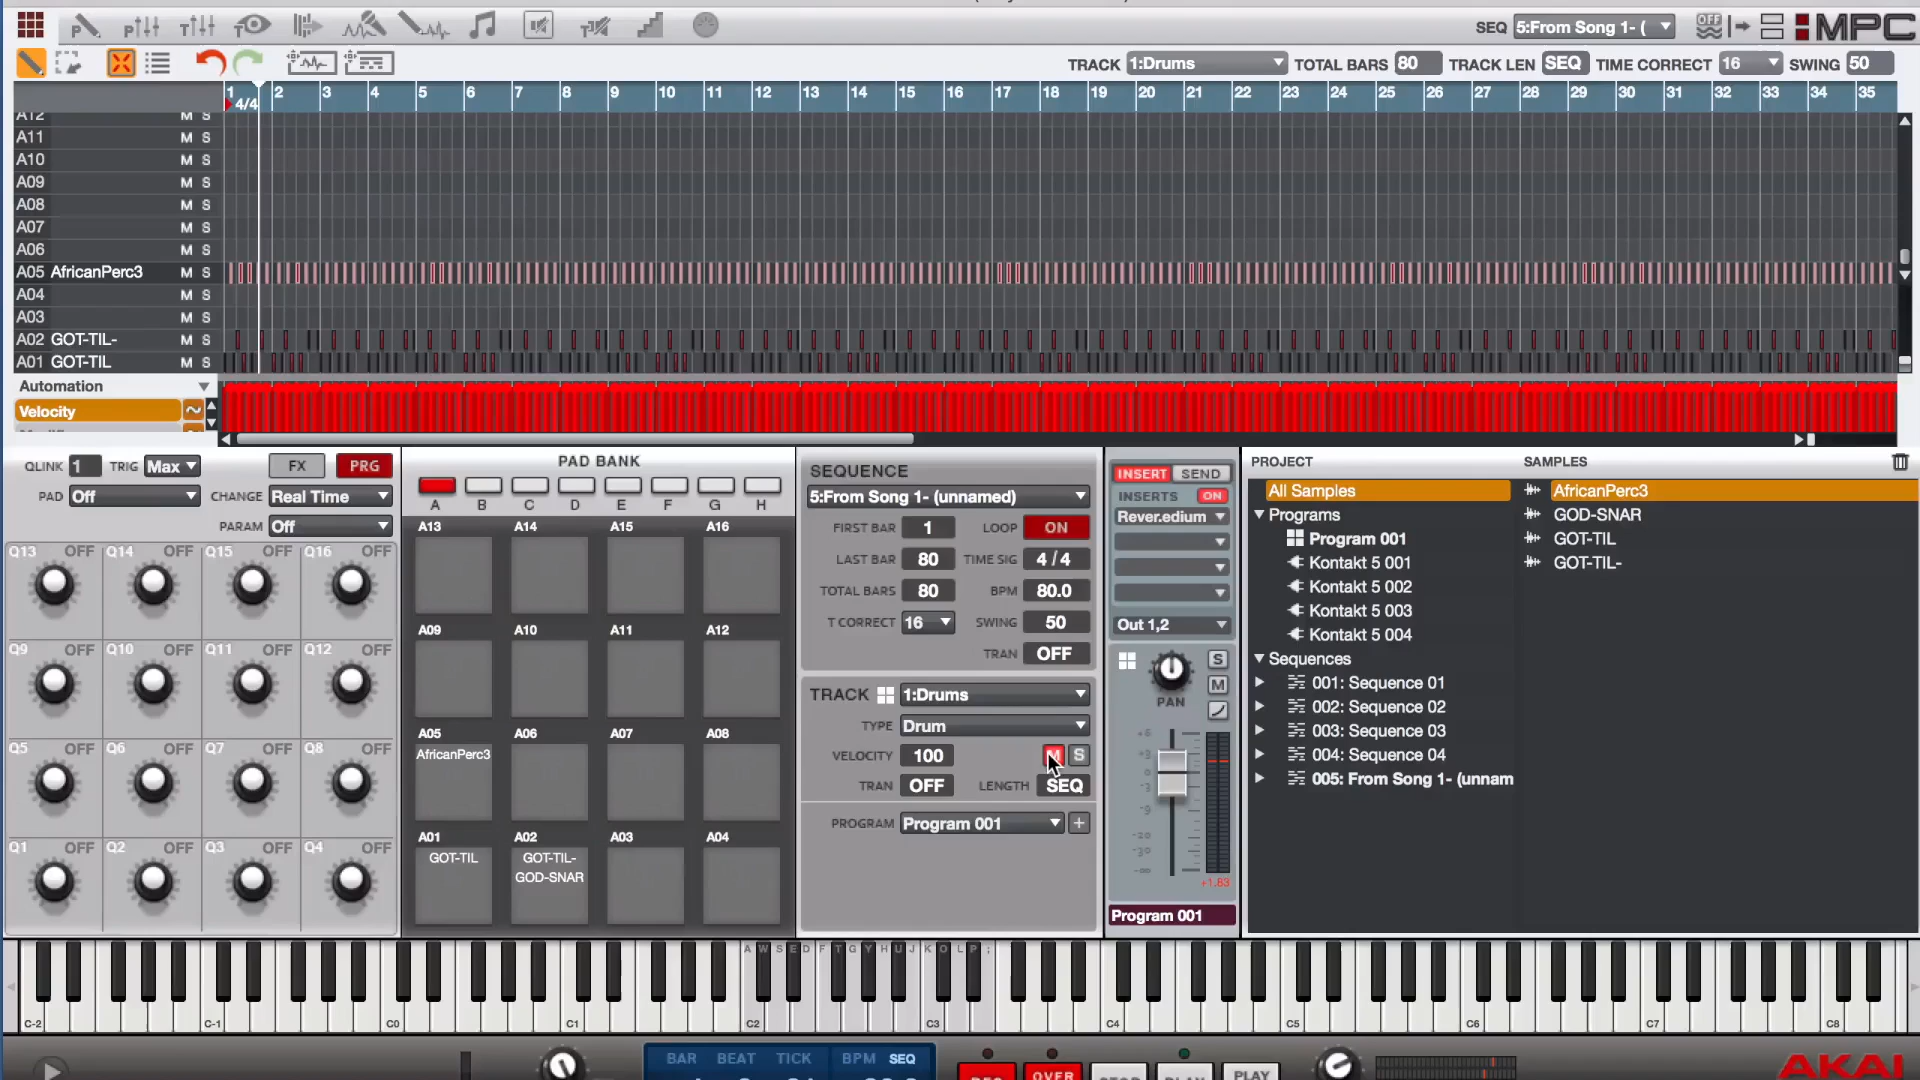 SEQ 5:From Song 1- ( OFF MPC
TRACK 1:Drums TOTAL BARS 80 TRACK LEN SEQ TIME CORRECT 16 SWING 50
1 2 3 4 5 6 7 8 9 10 11 12 13 14 15 16 17 18 19 20 21 22 23 24 25 26 27 28 29 30 31 32 33 34 35
4/4
A12 M S
A11 M S
A10 M S
A09 M S
A08 M S
A07 M S
A06 M S
A05 AfricanPerc3 M S
A04 M S
A03 M S
A02 GOT-TIL- M S
A01 GOT-TIL M S
Automation
Velocity
QLINK 1 TRIG Max FX PRG
PAD Off CHANGE Real Time
PARAM Off
Q13 OFF Q14 OFF Q15 OFF Q16 OFF
Q9 OFF Q10 OFF Q11 OFF Q12 OFF
Q5 OFF Q6 OFF Q7 OFF Q8 OFF
Q1 OFF Q2 OFF Q3 OFF Q4 OFF
PAD BANK
A B C D E F G H
A13 A14 A15 A16
A09 A10 A11 A12
A05 A06 A07 A08
AfricanPerc3
A01 A02 A03 A04
GOT-TIL GOT-TIL-
GOD-SNAR
SEQUENCE
5:From Song 1- (unnamed)
FIRST BAR 1 LOOP ON
LAST BAR 80 TIME SIG 4 / 4
TOTAL BARS 80 BPM 80.0
T CORRECT 16 SWING 50
TRAN OFF
TRACK 1:Drums
TYPE Drum
VELOCITY 100 M S
TRAN OFF LENGTH SEQ
PROGRAM Program 001 +
INSERT SEND
INSERTS ON
Rever.edium
Out 1,2
S
M
PAN
+1.83
Program 001
PROJECT
All Samples
Programs
Program 001
Kontakt 5 001
Kontakt 5 002
Kontakt 5 003
Kontakt 5 004
Sequences
001: Sequence 01
002: Sequence 02
003: Sequence 03
004: Sequence 04
005: From Song 1- (unnam
SAMPLES
AfricanPerc3
GOD-SNAR
GOT-TIL
GOT-TIL-
A W S E D F T G Y H U J K O L P ;
C-2 C-1 C0 C1 C2 C3 C4 C5 C6 C7 C8
BAR BEAT TICK BPM SEQ
REC OVER STOP PLAY PLAY
AKAI